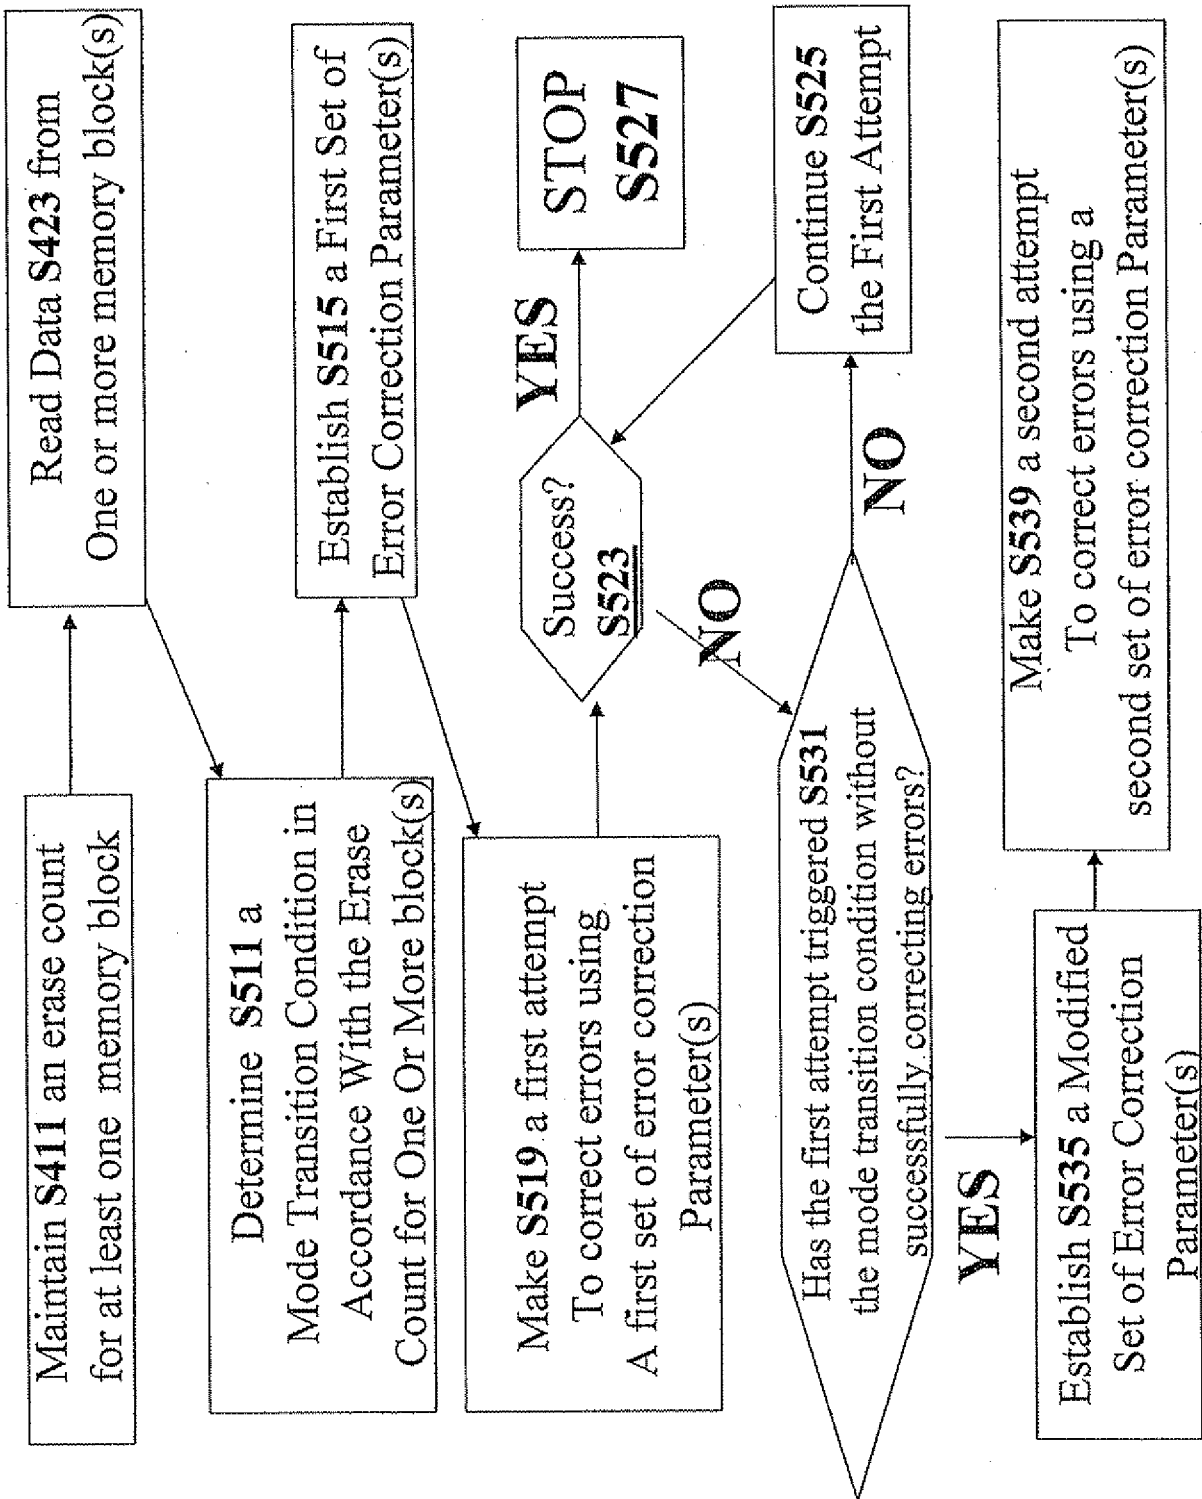 Maintain S411 an erase count
for at least one memory block
Read Data S423 from
One or more memory block(s)
Determine S511 a
Mode Transition Condition in
Accordance With the Erase
Count for One Or More block(s)
Establish S515 a First Set of
Error Correction Parameter(s)
Make S519 a first attempt
To correct errors using
A first set of error correction
Parameter(s)
Success?
S523
YES
STOP
S527
NO
Has the first attempt triggered S531
the mode transition condition without
successfully correcting errors?
NO
Continue S525
the First Attempt
YES
Establish S535 a Modified
Set of Error Correction
Parameter(s)
Make S539 a second attempt
To correct errors using a
second set of error correction Parameter(s)